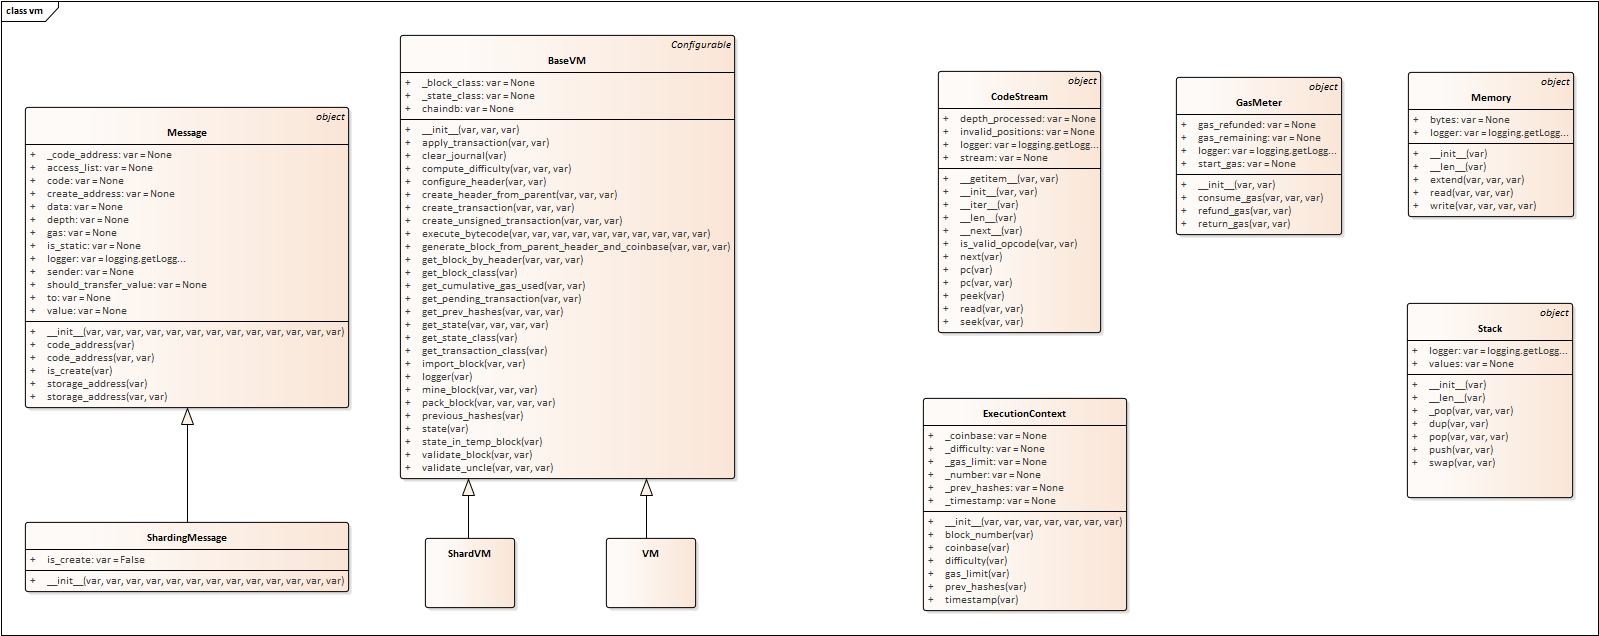 class vm
object
Message
+ _code_address: var = None
+ access_list: var = None
+ code: var = None
+ create_address: var = None
+ data: var = None
+ depth: var = None
+ gas: var = None
+ is_static: var = None
+ logger: var = logging.getLogg...
+ sender: var = None
+ should_transfer_value: var = None
+ to: var = None
+ value: var = None
+ __init__(var, var, var, var, var, var, var, var, var, var, var, var, var)
+ code_address(var)
+ code_address(var, var)
+ is_create(var)
+ storage_address(var)
+ storage_address(var, var)
ShardingMessage
+ is_create: var = False
+ __init__(var, var, var, var, var, var, var, var, var, var, var, var, var)
Configurable
BaseVM
+ _block_class: var = None
+ _state_class: var = None
+ chaindb: var = None
+ __init__(var, var, var)
+ apply_transaction(var, var)
+ clear_journal(var)
+ compute_difficulty(var, var)
+ configure_header(var, var)
+ create_header_from_parent(var, var, var)
+ create_transaction(var, var, var)
+ create_unsigned_transaction(var, var, var)
+ execute_bytecode(var, var, var, var, var, var, var, var, var, var)
+ generate_block_from_parent_header_and_coinbase(var, var, var)
+ get_block_by_header(var, var, var)
+ get_block_class(var)
+ get_cumulative_gas_used(var, var)
+ get_pending_transaction(var, var)
+ get_prev_hashes(var, var, var)
+ get_state(var, var, var, var)
+ get_state_class(var)
+ get_transaction_class(var)
+ import_block(var, var)
+ logger(var)
+ mine_block(var, var, var)
+ pack_block(var, var, var, var)
+ previous_hashes(var)
+ state(var)
+ state_in_temp_block(var)
+ validate_block(var, var)
+ validate_uncle(var, var, var)
ShardVM
VM
object
CodeStream
+ depth_processed: var = None
+ invalid_positions: var = None
+ logger: var = logging.getLogg...
+ stream: var = None
+ __getitem__(var, var)
+ __init__(var, var)
+ __iter__(var)
+ __len__(var)
+ __next__(var)
+ is_valid_opcode(var, var)
+ next(var)
+ pc(var)
+ pc(var, var)
+ peek(var)
+ read(var, var)
+ seek(var, var)
ExecutionContext
+ _coinbase: var = None
+ _difficulty: var = None
+ _gas_limit: var = None
+ _number: var = None
+ _prev_hashes: var = None
+ _timestamp: var = None
+ __init__(var, var, var, var, var, var, var)
+ block_number(var)
+ coinbase(var)
+ difficulty(var)
+ gas_limit(var)
+ prev_hashes(var)
+ timestamp(var)
object
GasMeter
+ gas_refunded: var = None
+ gas_remaining: var = None
+ logger: var = logging.getLogg...
+ start_gas: var = None
+ __init__(var, var)
+ consume_gas(var, var, var)
+ refund_gas(var, var)
+ return_gas(var, var)
object
Memory
+ bytes: var = None
+ logger: var = logging.getLogg...
+ __init__(var)
+ __len__(var)
+ extend(var, var, var)
+ read(var, var, var)
+ write(var, var, var, var)
object
Stack
+ logger: var = logging.getLogg...
+ values: var = None
+ __init__(var)
+ __len__(var)
+ _pop(var, var, var)
+ dup(var, var)
+ pop(var, var, var)
+ push(var, var)
+ swap(var, var)